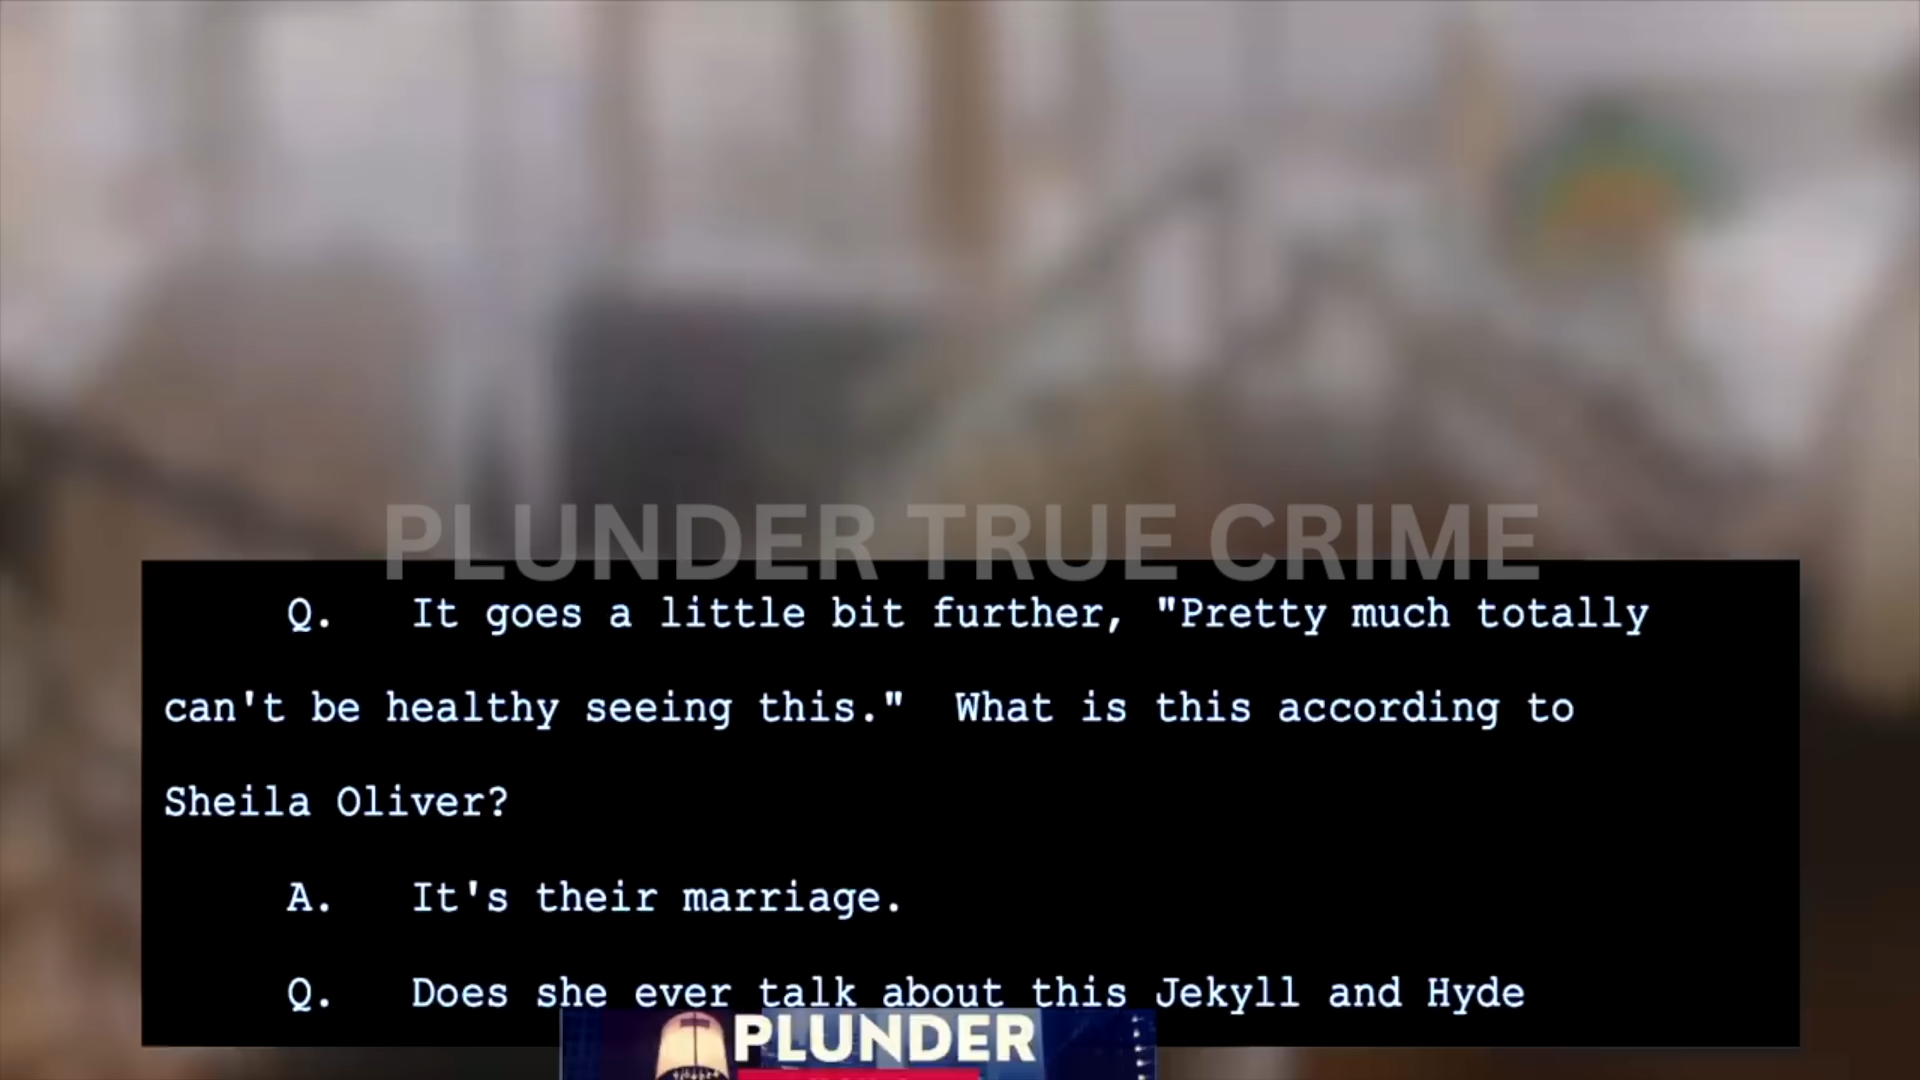 PLUNDER TRUE CRIME
Q. It goes a little bit further, "Pretty much totally
can't be healthy seeing this." What is this according to
Sheila Oliver?
A. It's their marriage.
Q. Does she ever talk about this Jekyll and Hyde
PLUNDER